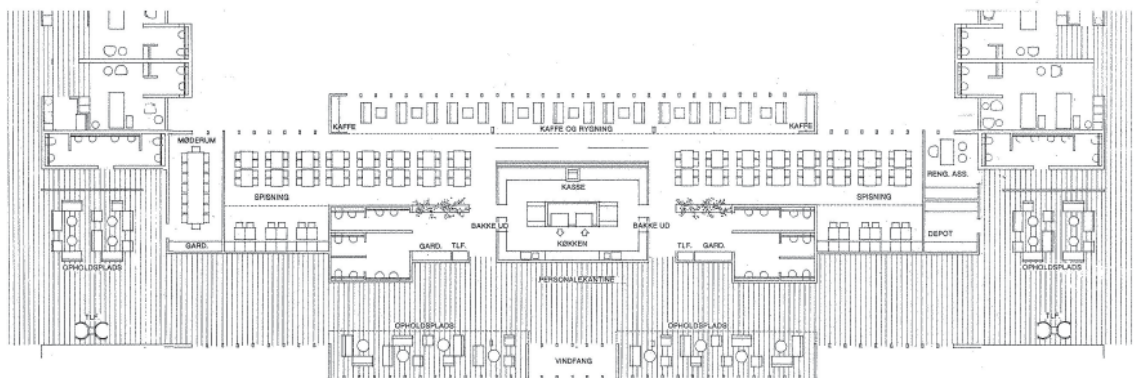 KAFFE
KAFFE OG RYGNING
KAFFE
MØDERUM
SPISNING
KASSE
SPISNING
RENG. ASS.
BAKKE UD
BAKKE UD
DEPOT
GARD.
GARD.
TLF.
KØKKEN
TLF.
GARD.
OPHOLDSPLADS
PERSONALEKANTINE
OPHOLDSPLADS
TLF.
OPHOLDSPLADS
OPHOLDSPLADS
TLF.
VINDFANG